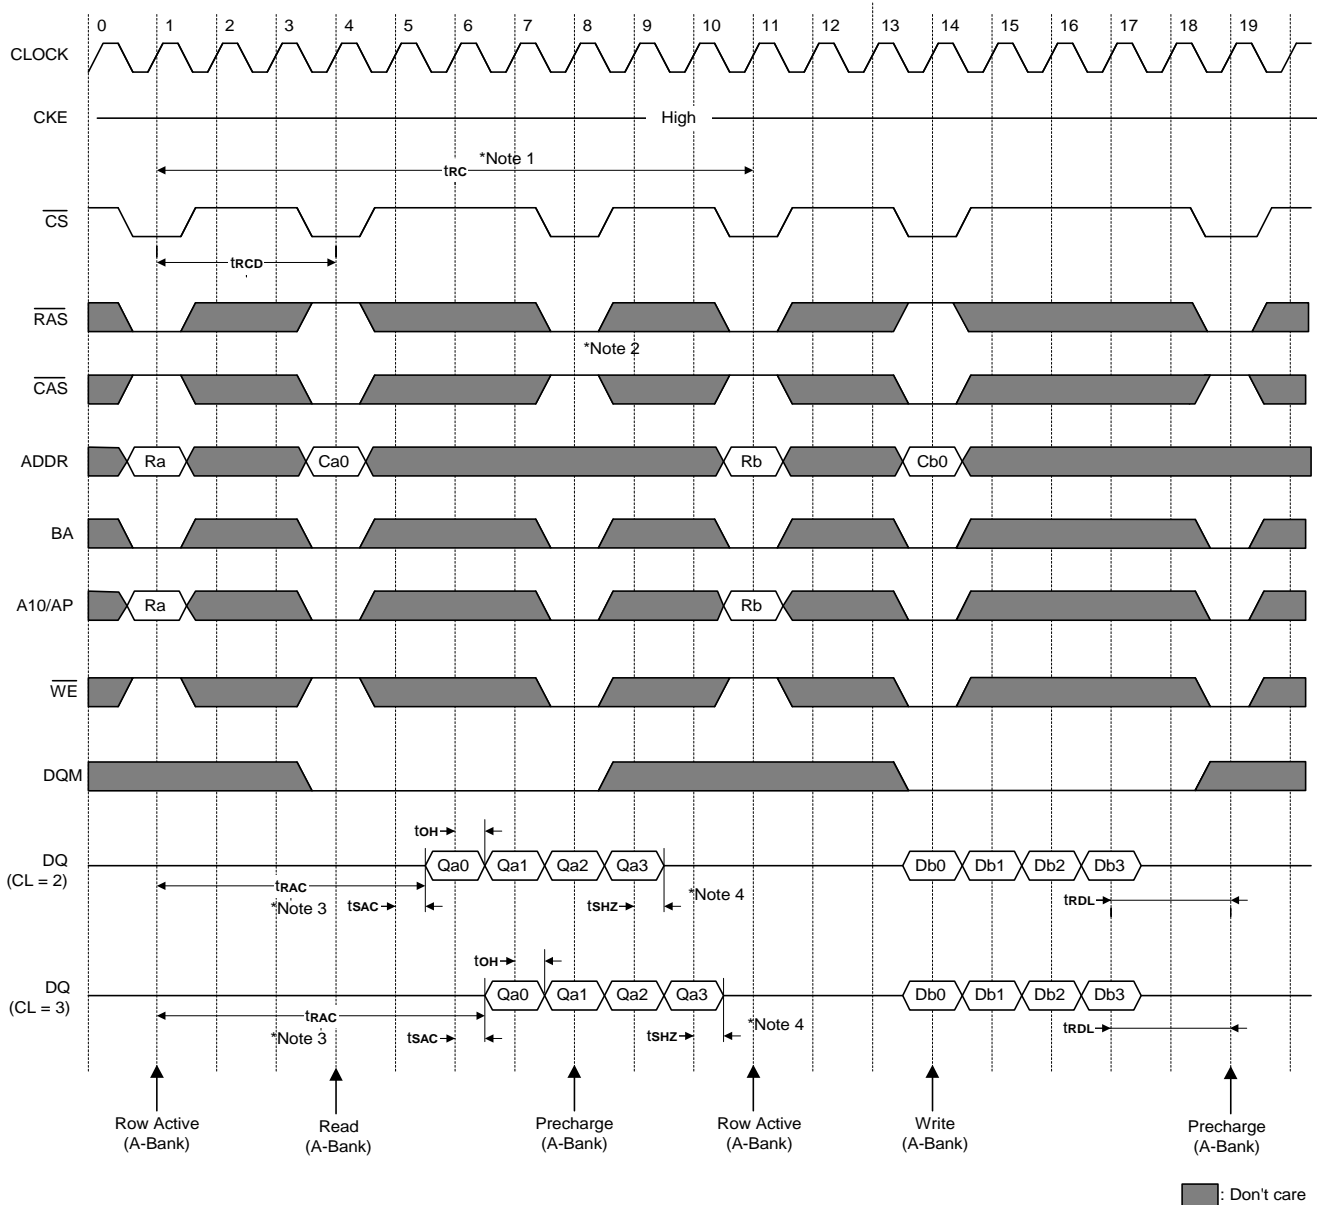 0 1 2 3 4 5 6 7 8 9 10 11 12 13 14 15 16 17 18 19
CLOCK
CKE High
*Note 1
tRC
CS
tRCD
RAS
*Note 2
CAS
ADDR Ra Ca0 Rb Cb0
BA
A10/AP Ra Rb
WE
DQM
tOH
DQ Qa0 Qa1 Qa2 Qa3 Db0 Db1 Db2 Db3
(CL = 2)
tRAC
*Note 3 tSAC tSHZ *Note 4 tRDL
tOH
DQ Qa0 Qa1 Qa2 Qa3 Db0 Db1 Db2 Db3
(CL = 3)
tRAC
*Note 3 tSAC tSHZ *Note 4 tRDL
Row Active
(A-Bank)
Read
(A-Bank)
Precharge
(A-Bank)
Row Active
(A-Bank)
Write
(A-Bank)
Precharge
(A-Bank)
: Don't care